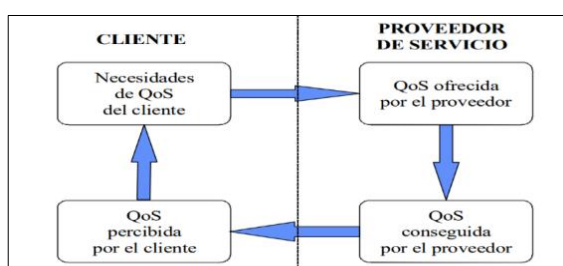 CLIENTE
PROVEEDOR
DE SERVICIO
Necesidades
de QoS
del cliente
QoS ofrecida
por el proveedor
QoS
percibida
por el cliente
QoS
conseguida
por el proveedor